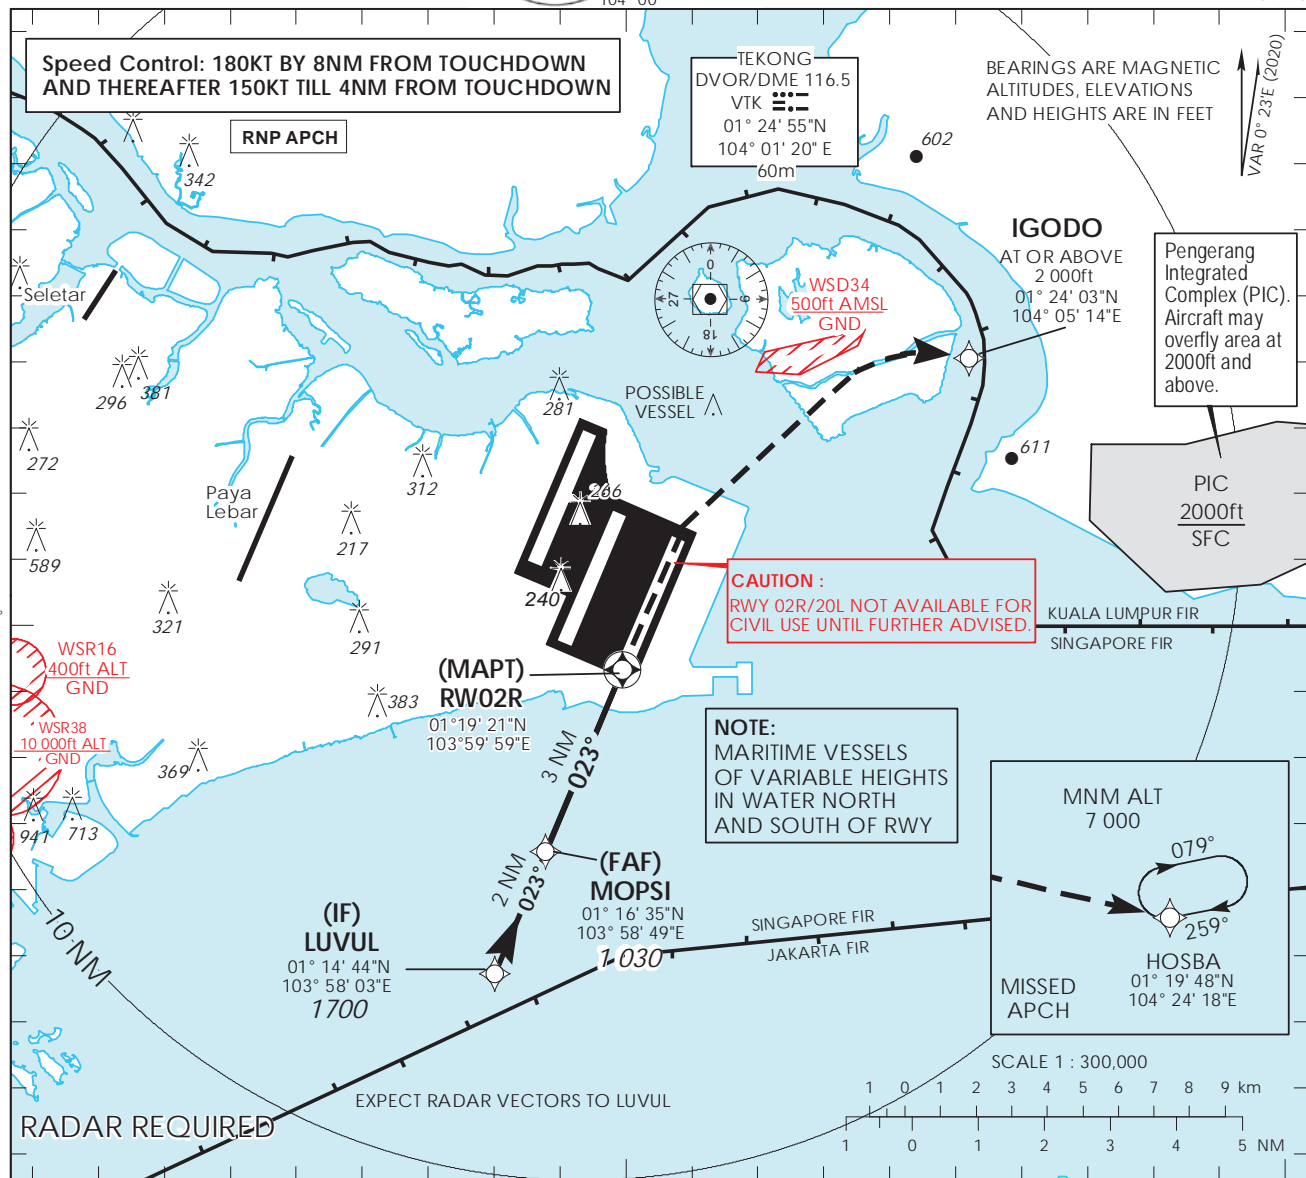 104° 00'
Speed Control: 180KT BY 8NM FROM TOUCHDOWN
AND THEREAFTER 150KT TILL 4NM FROM TOUCHDOWN
RNP APCH
TEKONG
DVOR/DME 116.5
VTK
01° 24' 55"N
104° 01' 20" E
60m
BEARINGS ARE MAGNETIC
ALTITUDES, ELEVATIONS
AND HEIGHTS ARE IN FEET
VAR 0° 23'E (2020)
602
342
IGODO
AT OR ABOVE
2 000ft
01° 24' 03"N
104° 05' 14"E
Pengerang
Integrated
Complex (PIC).
Aircraft may
overfly area at
2000ft and
above.
0
9
18
27
WSD34
500ft AMSL
GND
Seletar
296
381
281
POSSIBLE
VESSEL
272
312
611
PIC
2000ft
SFC
Paya
Lebar
266
217
589
240
CAUTION :
RWY 02R/20L NOT AVAILABLE FOR
CIVIL USE UNTIL FURTHER ADVISED.
KUALA LUMPUR FIR
SINGAPORE FIR
321
291
WSR16
400ft ALT
GND
(MAPT)
RW02R
01°19' 21"N
103°59' 59"E
383
WSR38
10 000ft ALT
GND
369
941
713
3 NM
023°
NOTE:
MARITIME VESSELS
OF VARIABLE HEIGHTS
IN WATER NORTH
AND SOUTH OF RWY
MNM ALT
7 000
079°
259°
HOSBA
01° 19' 48"N
104° 24' 18"E
MISSED
APCH
2 NM
023°
(FAF)
MOPSI
01° 16' 35"N
103° 58' 49"E
1 030
(IF)
LUVUL
01° 14' 44"N
103° 58' 03"E
1700
SINGAPORE FIR
JAKARTA FIR
10 NM
SCALE 1 : 300,000
1 0 1 2 3 4 5 6 7 8 9 km
1 0 1 2 3 4 5 NM
EXPECT RADAR VECTORS TO LUVUL
RADAR REQUIRED